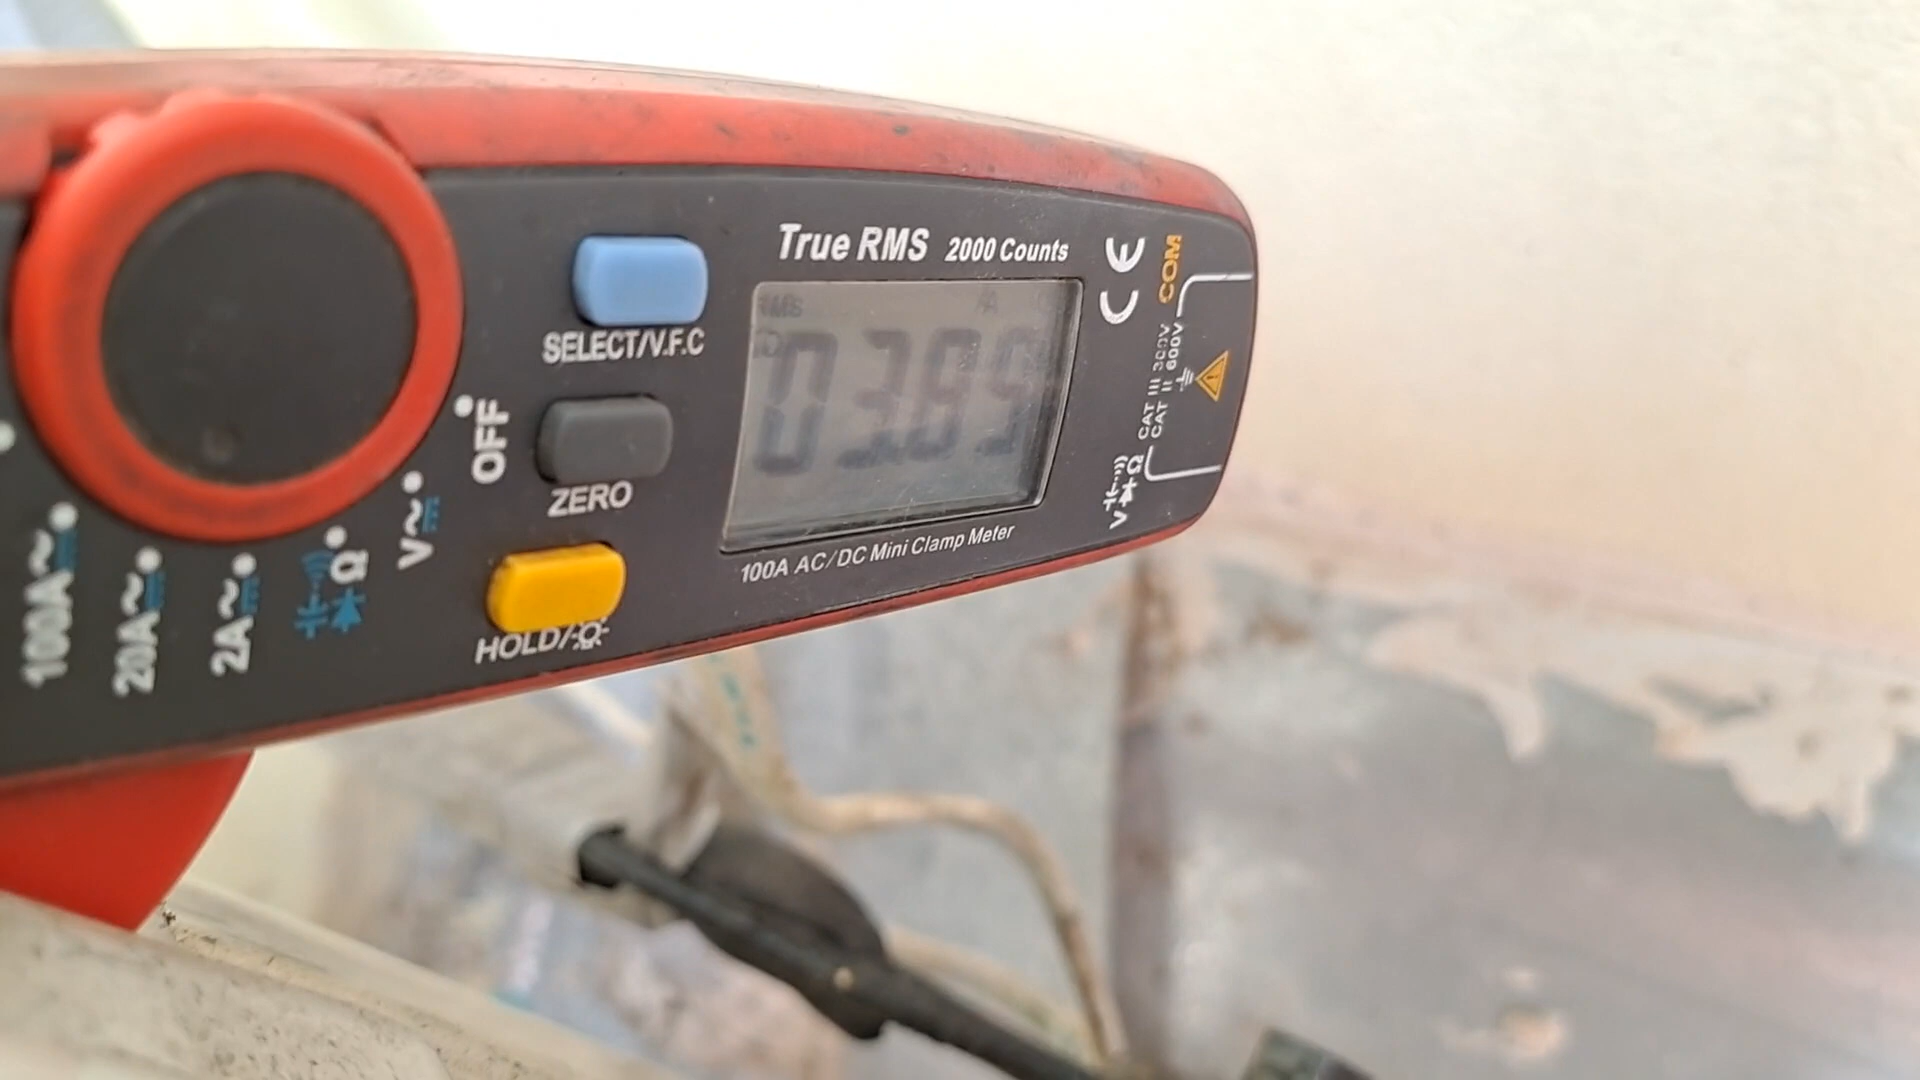 True RMS 2000 Counts
SELECT/V.F.C
OFF
ZERO
HOLD/
100A AC/DC Mini Clamp Meter
100A
20A
2A
Ω
V
COM
CAT III 300V
CAT II 600V
V Ω
CE